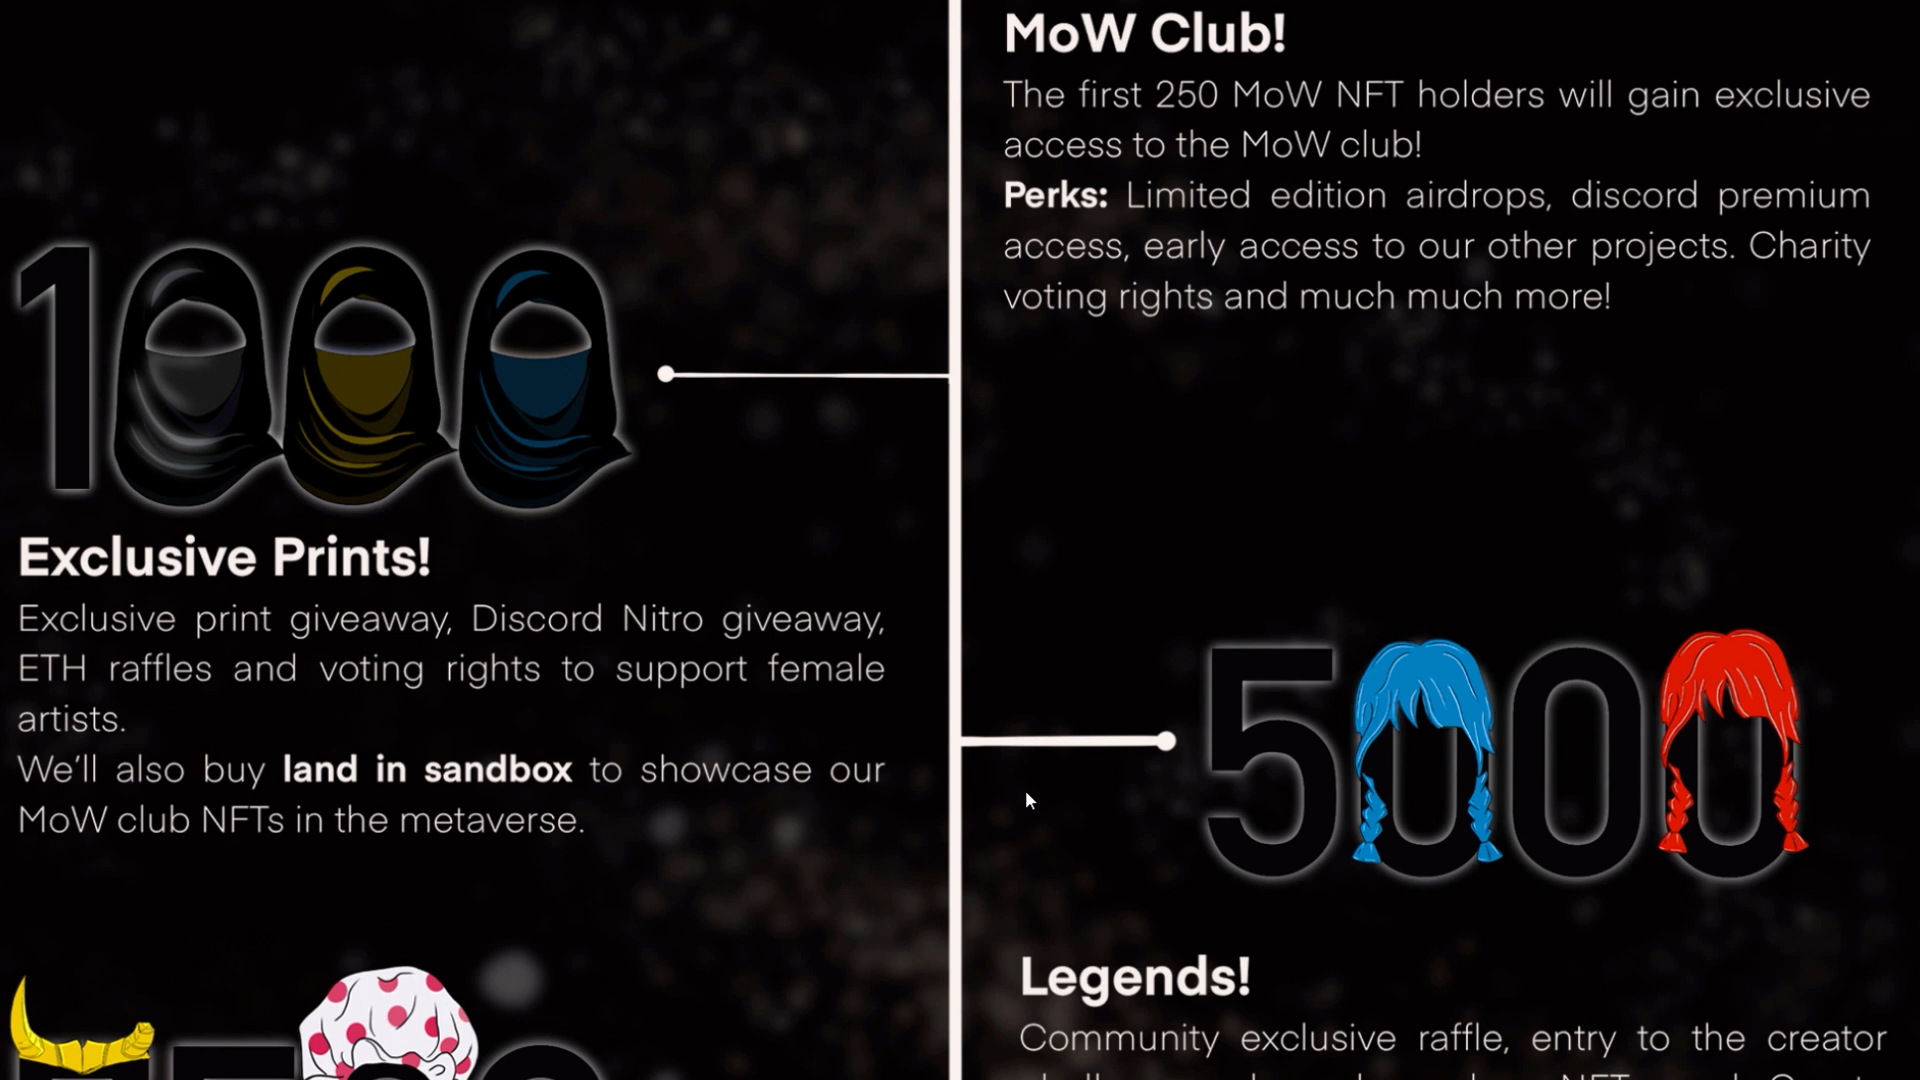 MoW Club!
The first 250 MoW NFT holders will gain exclusive
access to the MoW club!
Perks: Limited edition airdrops, discord premium
access, early access to our other projects. Charity
voting rights and much much more!
1000
Exclusive Prints!
Exclusive print giveaway, Discord Nitro giveaway,
ETH raffles and voting rights to support female
artists.
We'll also buy land in sandbox to showcase our
MoW club NFTs in the metaverse.
5000
Legends!
Community exclusive raffle, entry to the creator